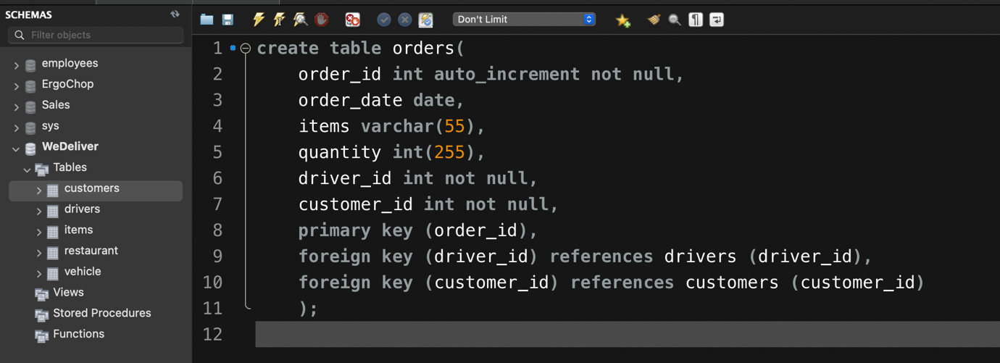 SCHEMAS
Filter objects
employees
ErgoChop
Sales
sys
WeDeliver
Tables
customers
drivers
items
restaurant
vehicle
Views
Stored Procedures
Functions
Don't Limit
1 create table orders(
2 order_id int auto_increment not null,
3 order_date date,
4 items varchar(55),
5 quantity int(255),
6 driver_id int not null,
7 customer_id int not null,
8 primary key (order_id),
9 foreign key (driver_id) references drivers (driver_id),
10 foreign key (customer_id) references customers (customer_id)
11 );
12